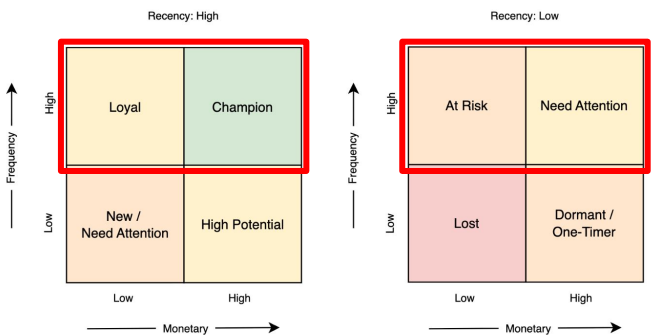 Recency: High
Frequency
High
Low
Loyal
Champion
New /
Need Attention
High Potential
Low
High
Monetary
Recency: Low
Frequency
High
Low
At Risk
Need Attention
Lost
Dormant /
One-Timer
Low
High
Monetary